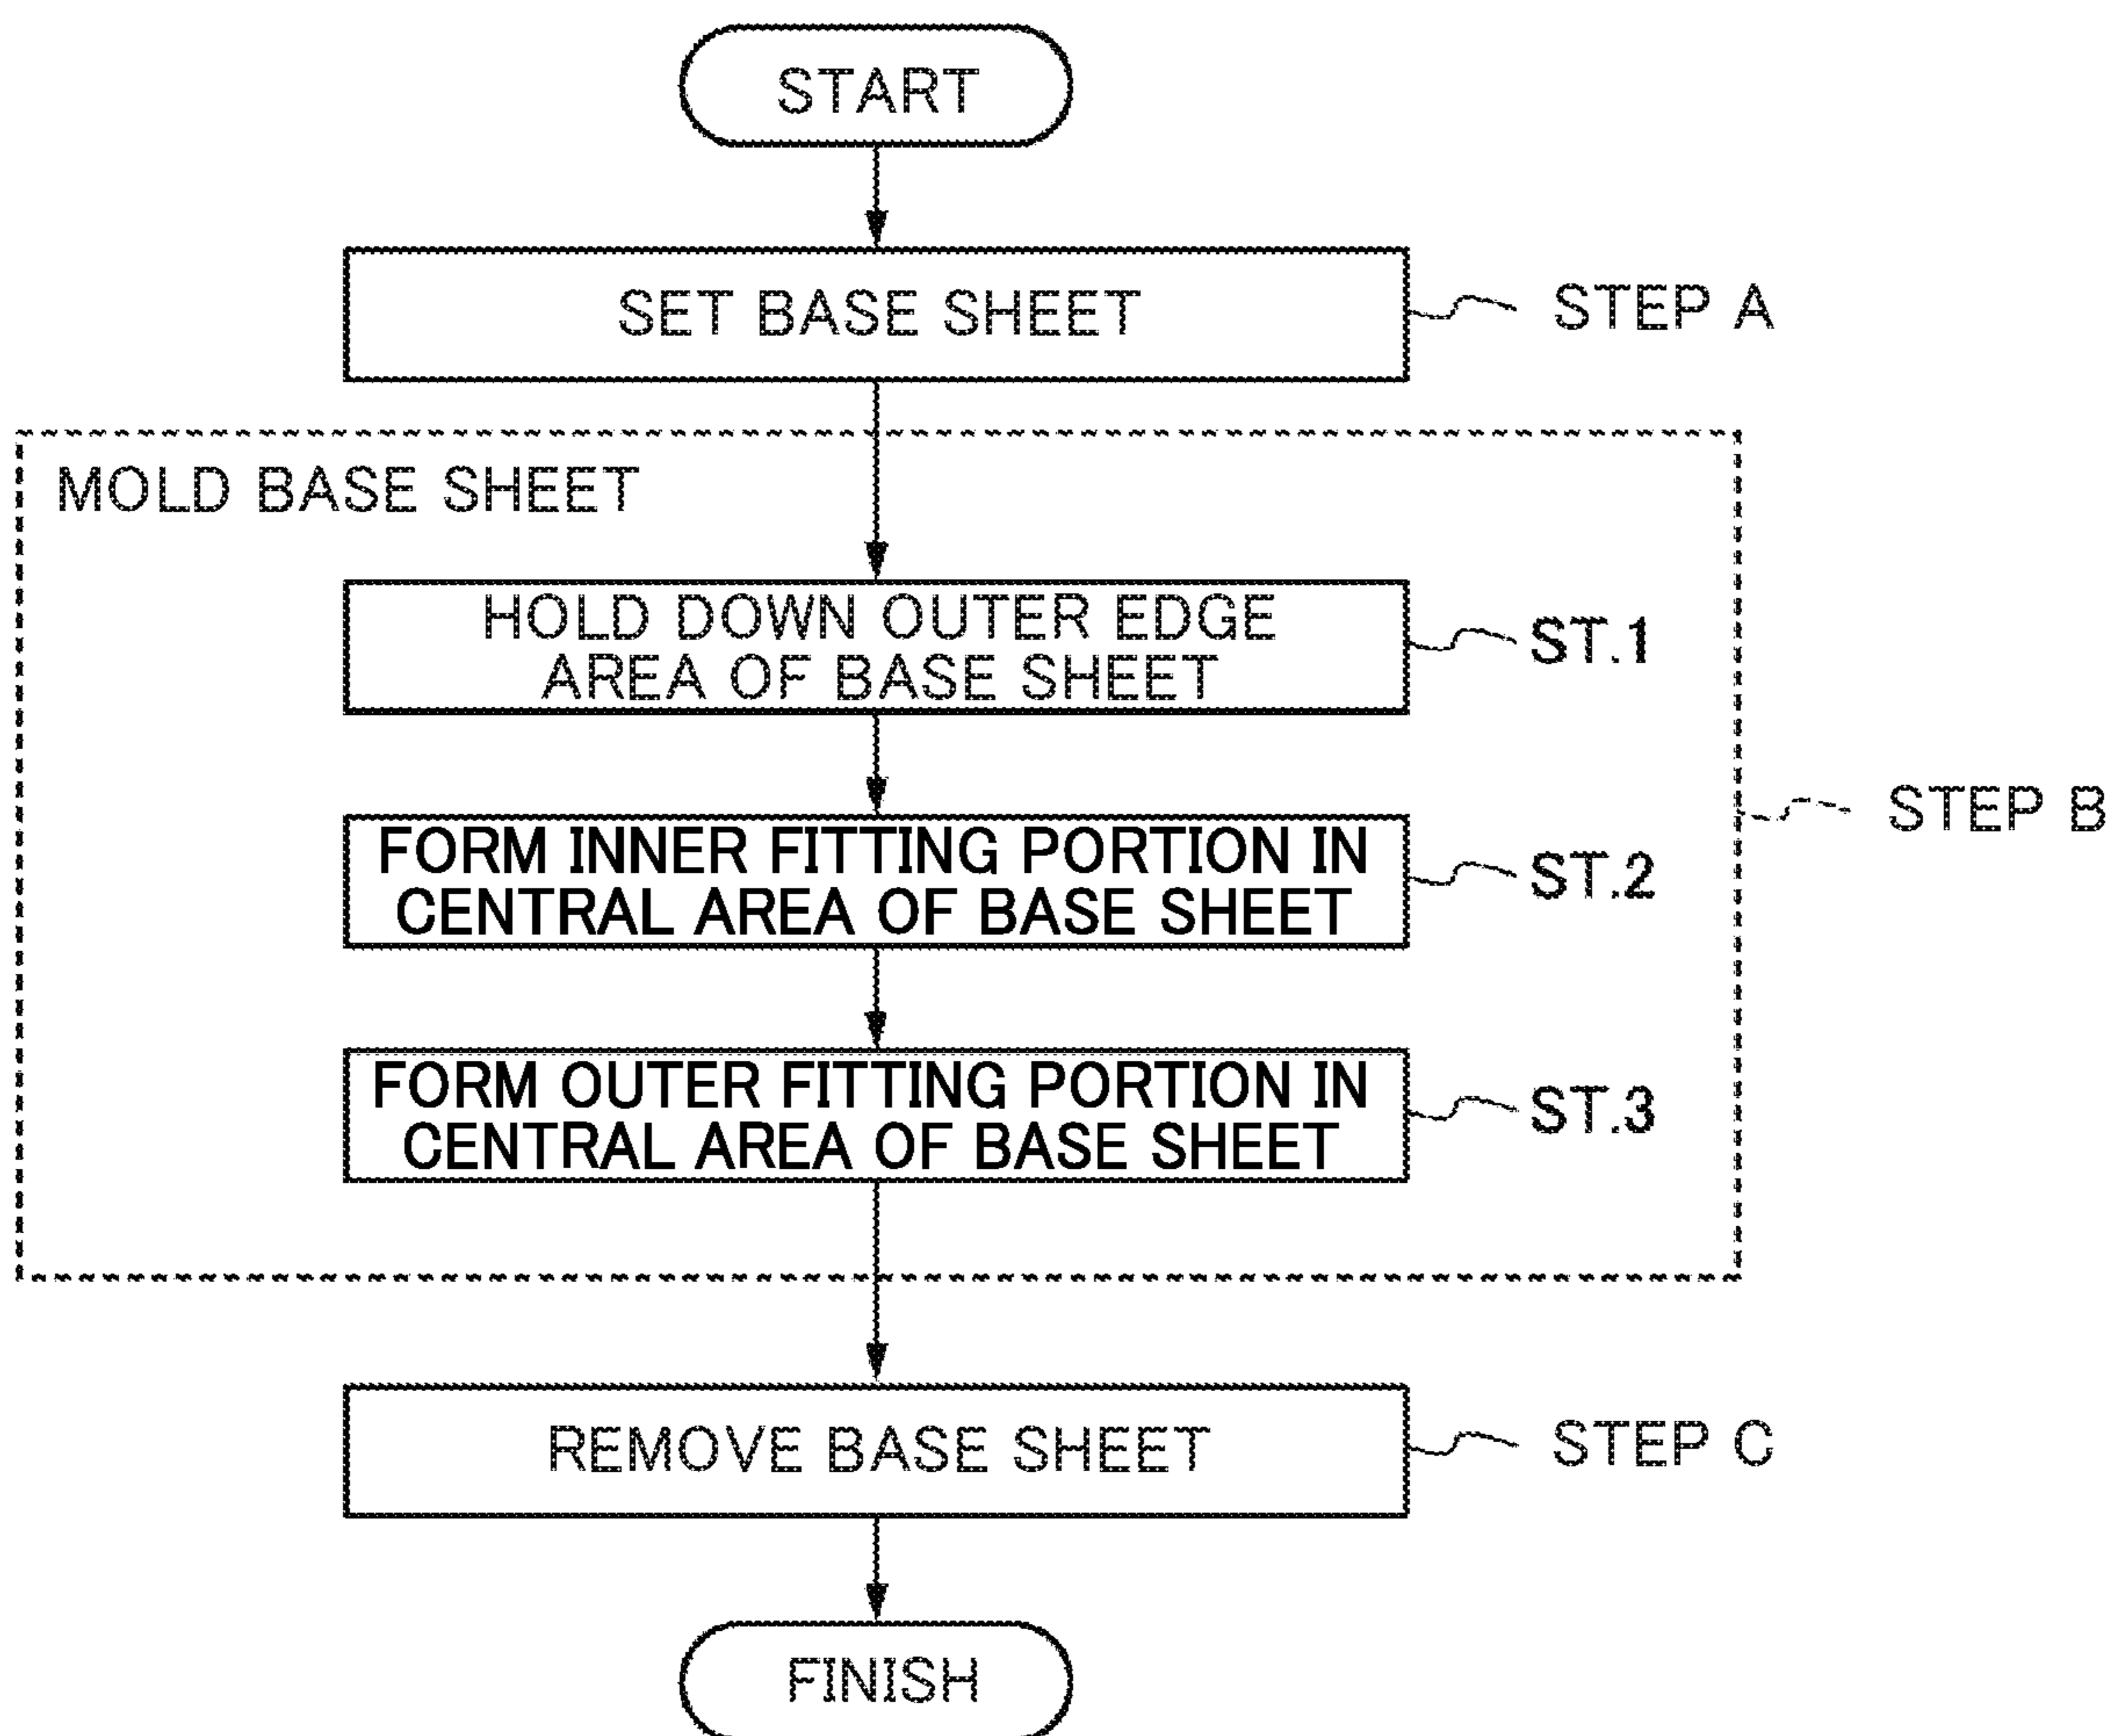 START
SET BASE SHEET
STEP A
MOLD BASE SHEET
HOLD DOWN OUTER EDGE
AREA OF BASE SHEET
ST.1
STEP B
FORM INNER FITTING PORTION IN
CENTRAL AREA OF BASE SHEET
ST.2
FORM OUTER FITTING PORTION IN
CENTRAL AREA OF BASE SHEET
ST.3
REMOVE BASE SHEET
STEP C
FINISH